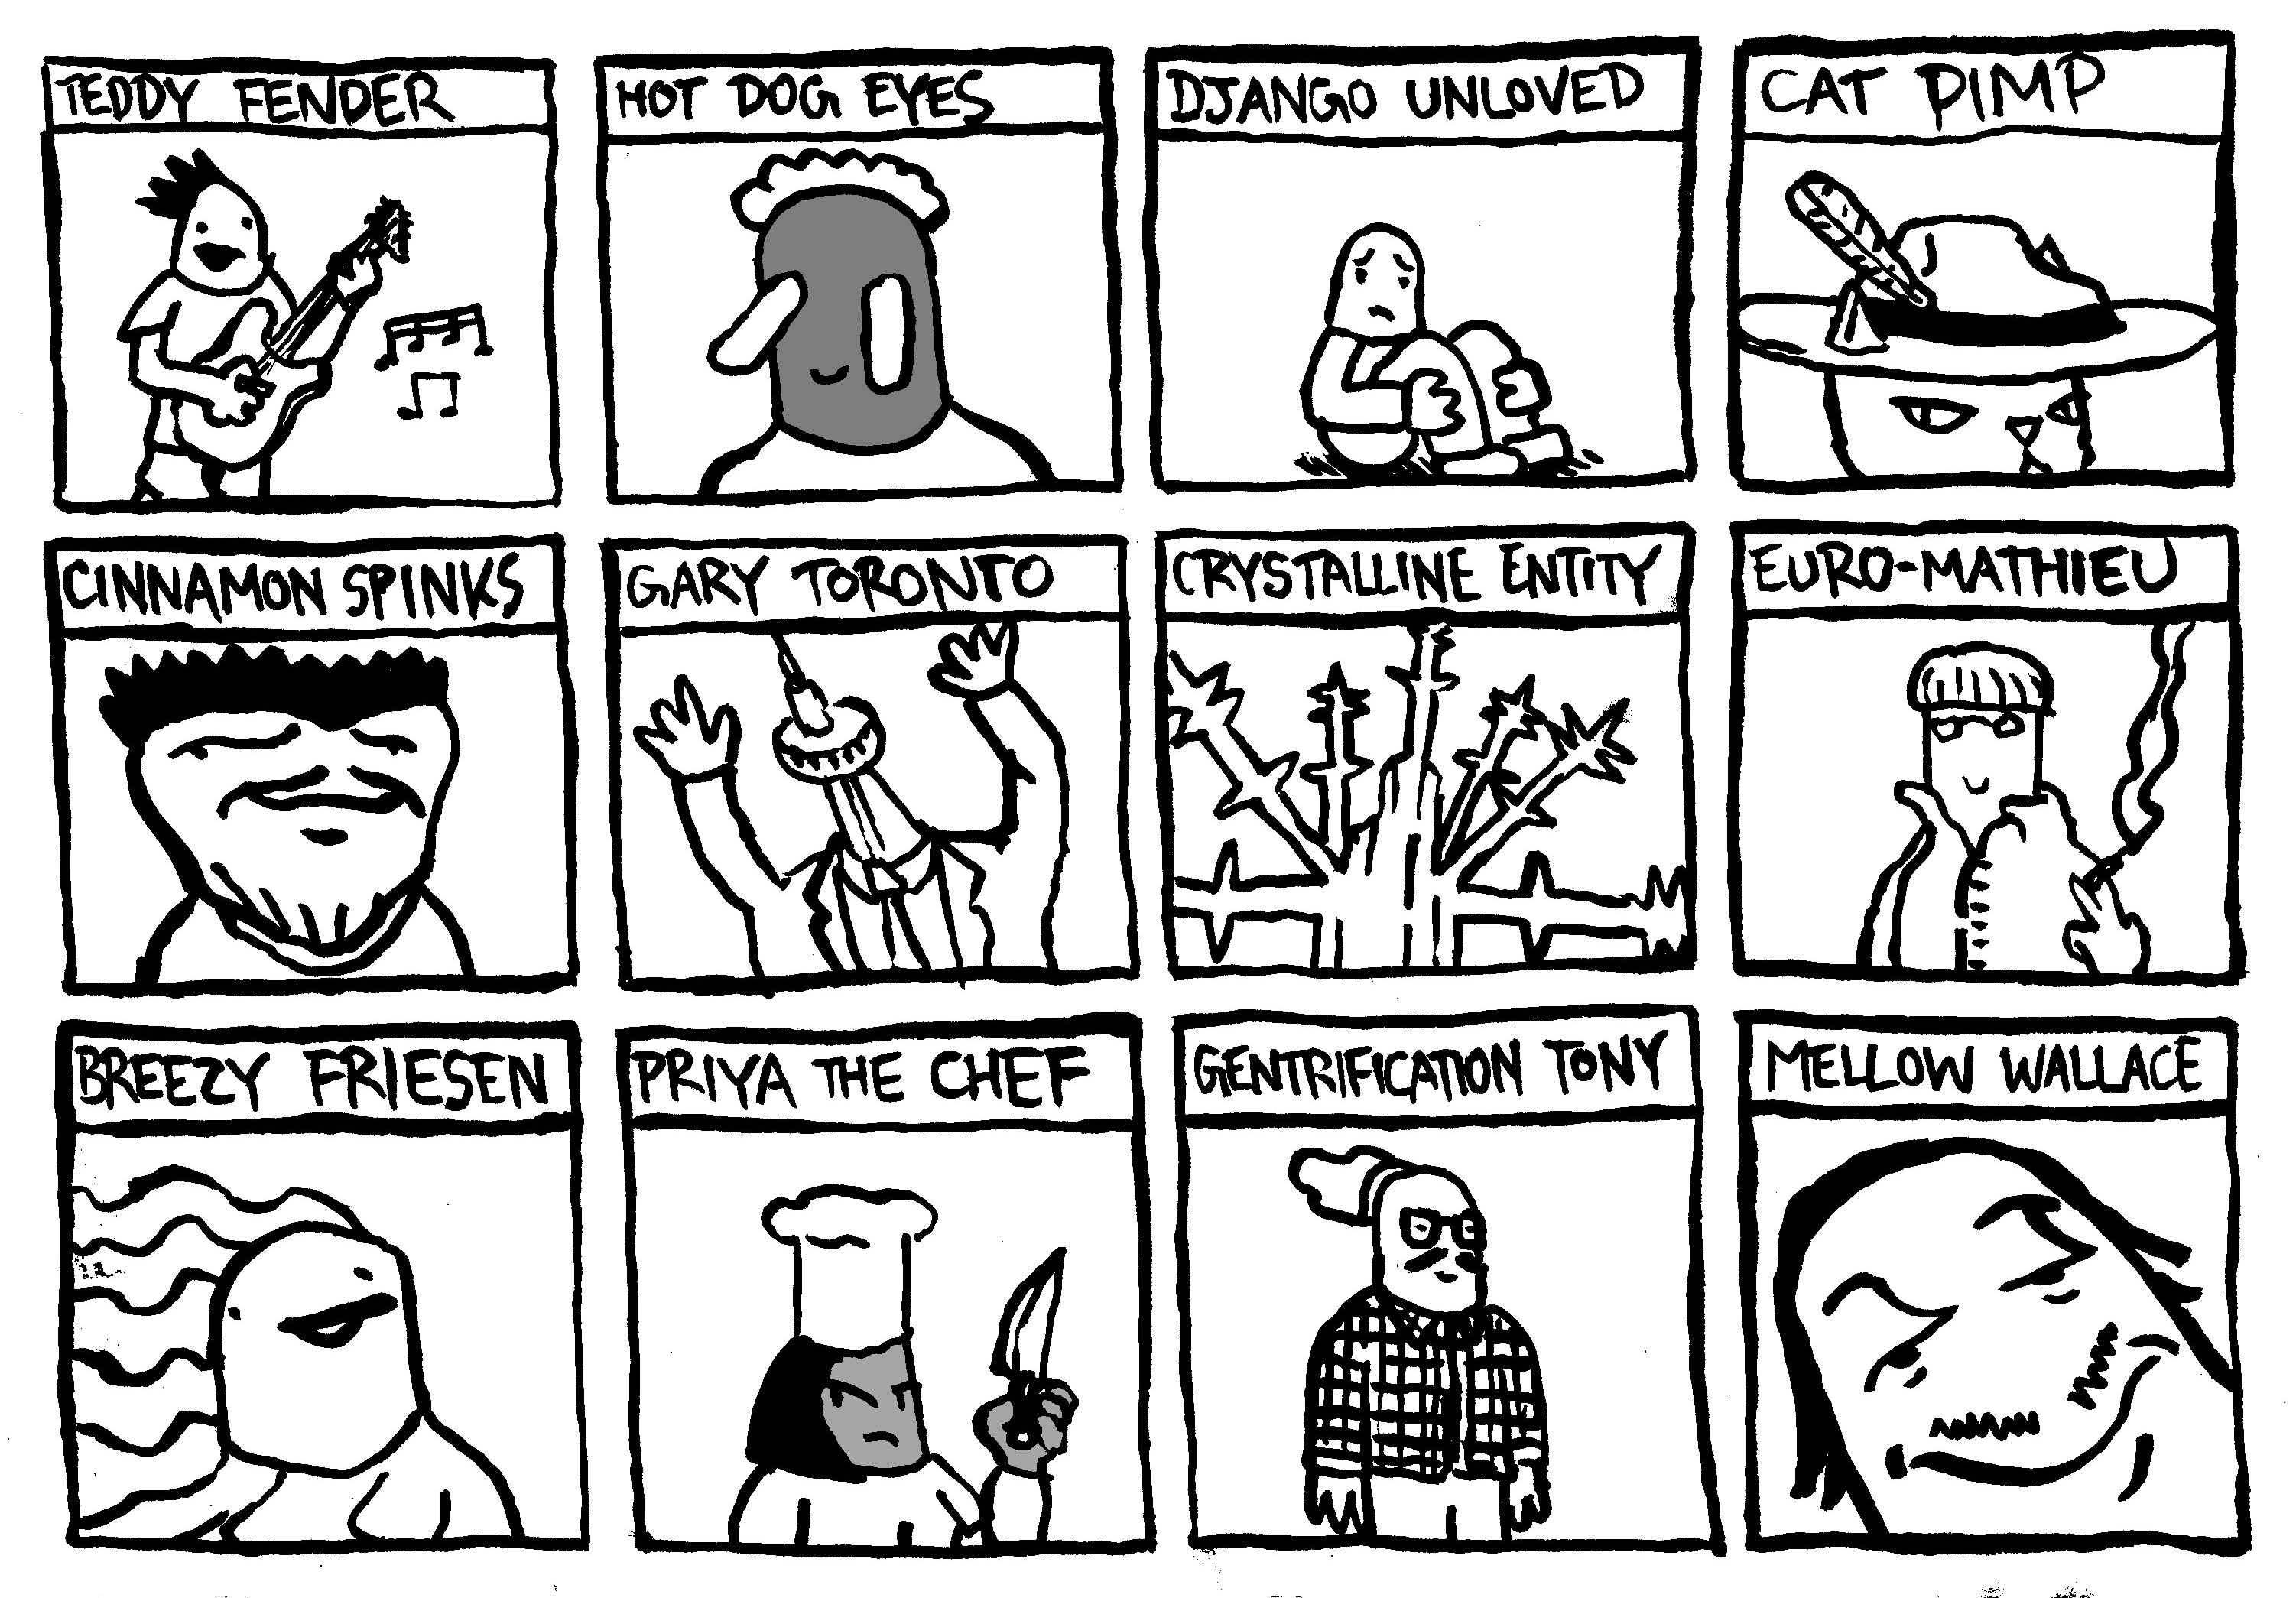 TEDDY FENDER
HOT DOG EYES
DJANGO UNLOVED
CAT PIMP
CINNAMON SPINKS
GARY TORONTO
CRYSTALLINE ENTITY
EURO-MATHIEU
BREEZY FRIESEN
PRIYA THE CHEF
GENTRIFICATION TONY
MELLOW WALLACE